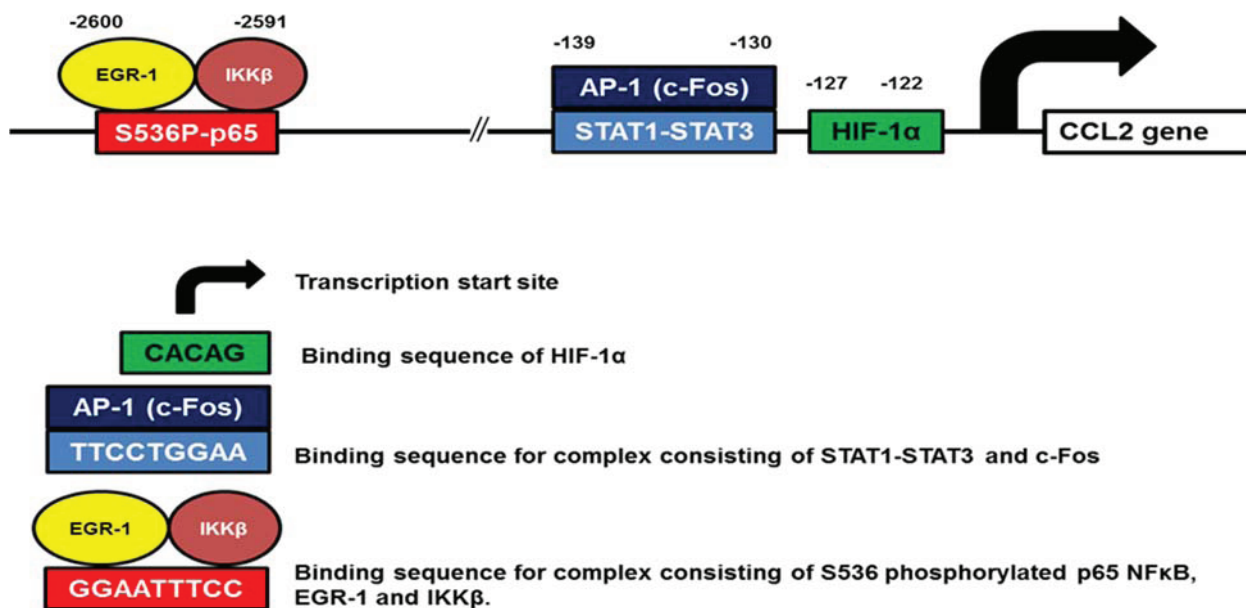 -2600 -2591
EGR-1 IKKβ
S536P-p65
//
-139 -130
AP-1 (c-Fos)
STAT1-STAT3
-127 -122
HIF-1α
CCL2 gene
Transcription start site
CACAG Binding sequence of HIF-1α
AP-1 (c-Fos)
TTCCTGGAA Binding sequence for complex consisting of STAT1-STAT3 and c-Fos
EGR-1 IKKβ
GGAATTTCC Binding sequence for complex consisting of S536 phosphorylated p65 NFκB,
EGR-1 and IKKβ.